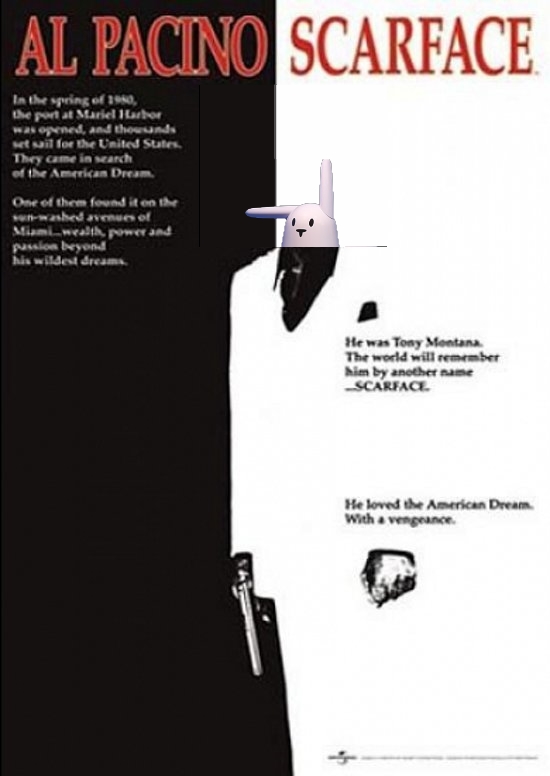 AL PACINO SCARFACE
In the spring of 1980,
the port at Mariel Harbor
was opened, and thousands
set sail for the United States.
They came in search
of the American Dream.
One of them found it on the
sun-washed avenues of
Miami...wealth, power and
passion beyond
his wildest dreams.
He was Tony Montana.
The world will remember
him by another name
...SCARFACE.
He loved the American Dream.
With a vengeance.